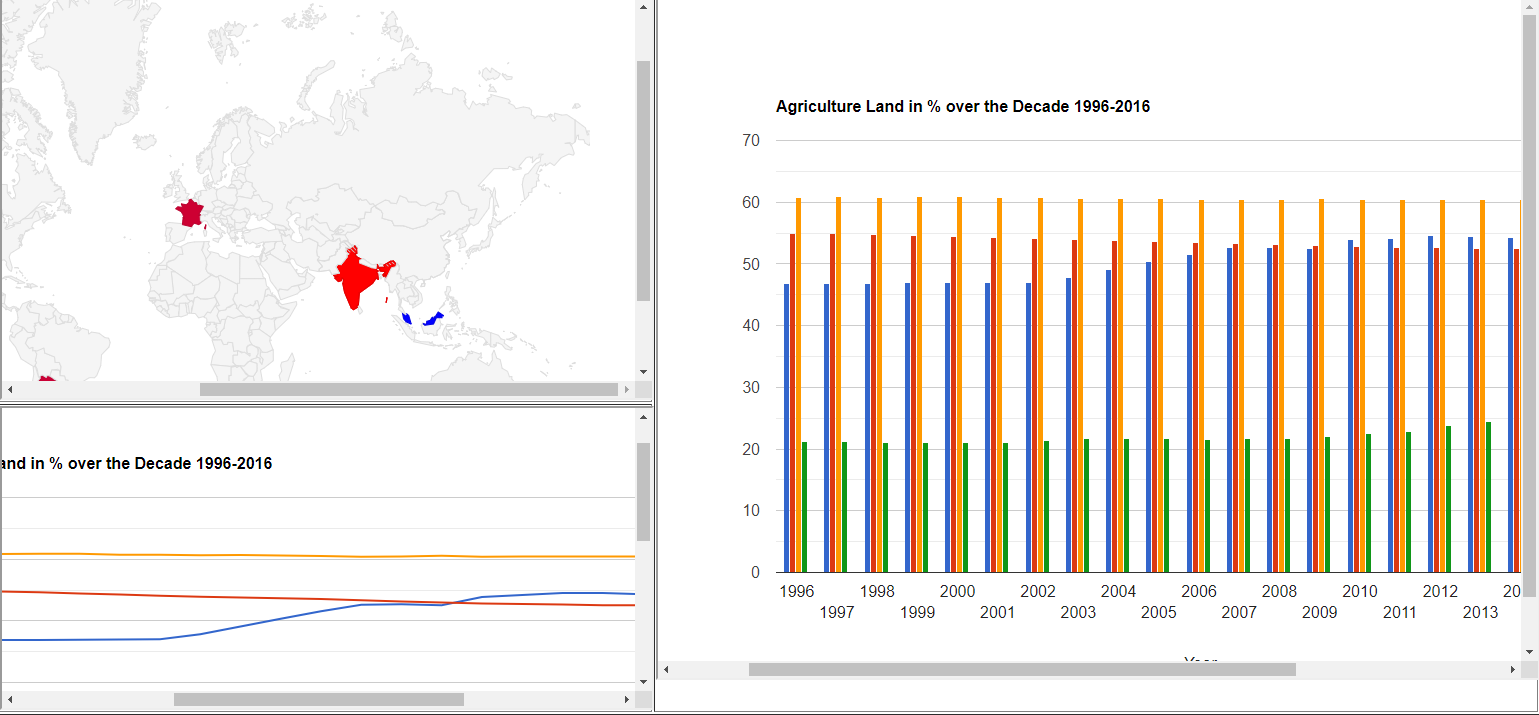 and in % over the Decade 1996-2016
Agriculture Land in % over the Decade 1996-2016
70
60
50
40
30
20
10
0
1996 1998 2000 2002 2004 2006 2008 2010 2012 20
1997 1999 2001 2003 2005 2007 2009 2011 2013
Year